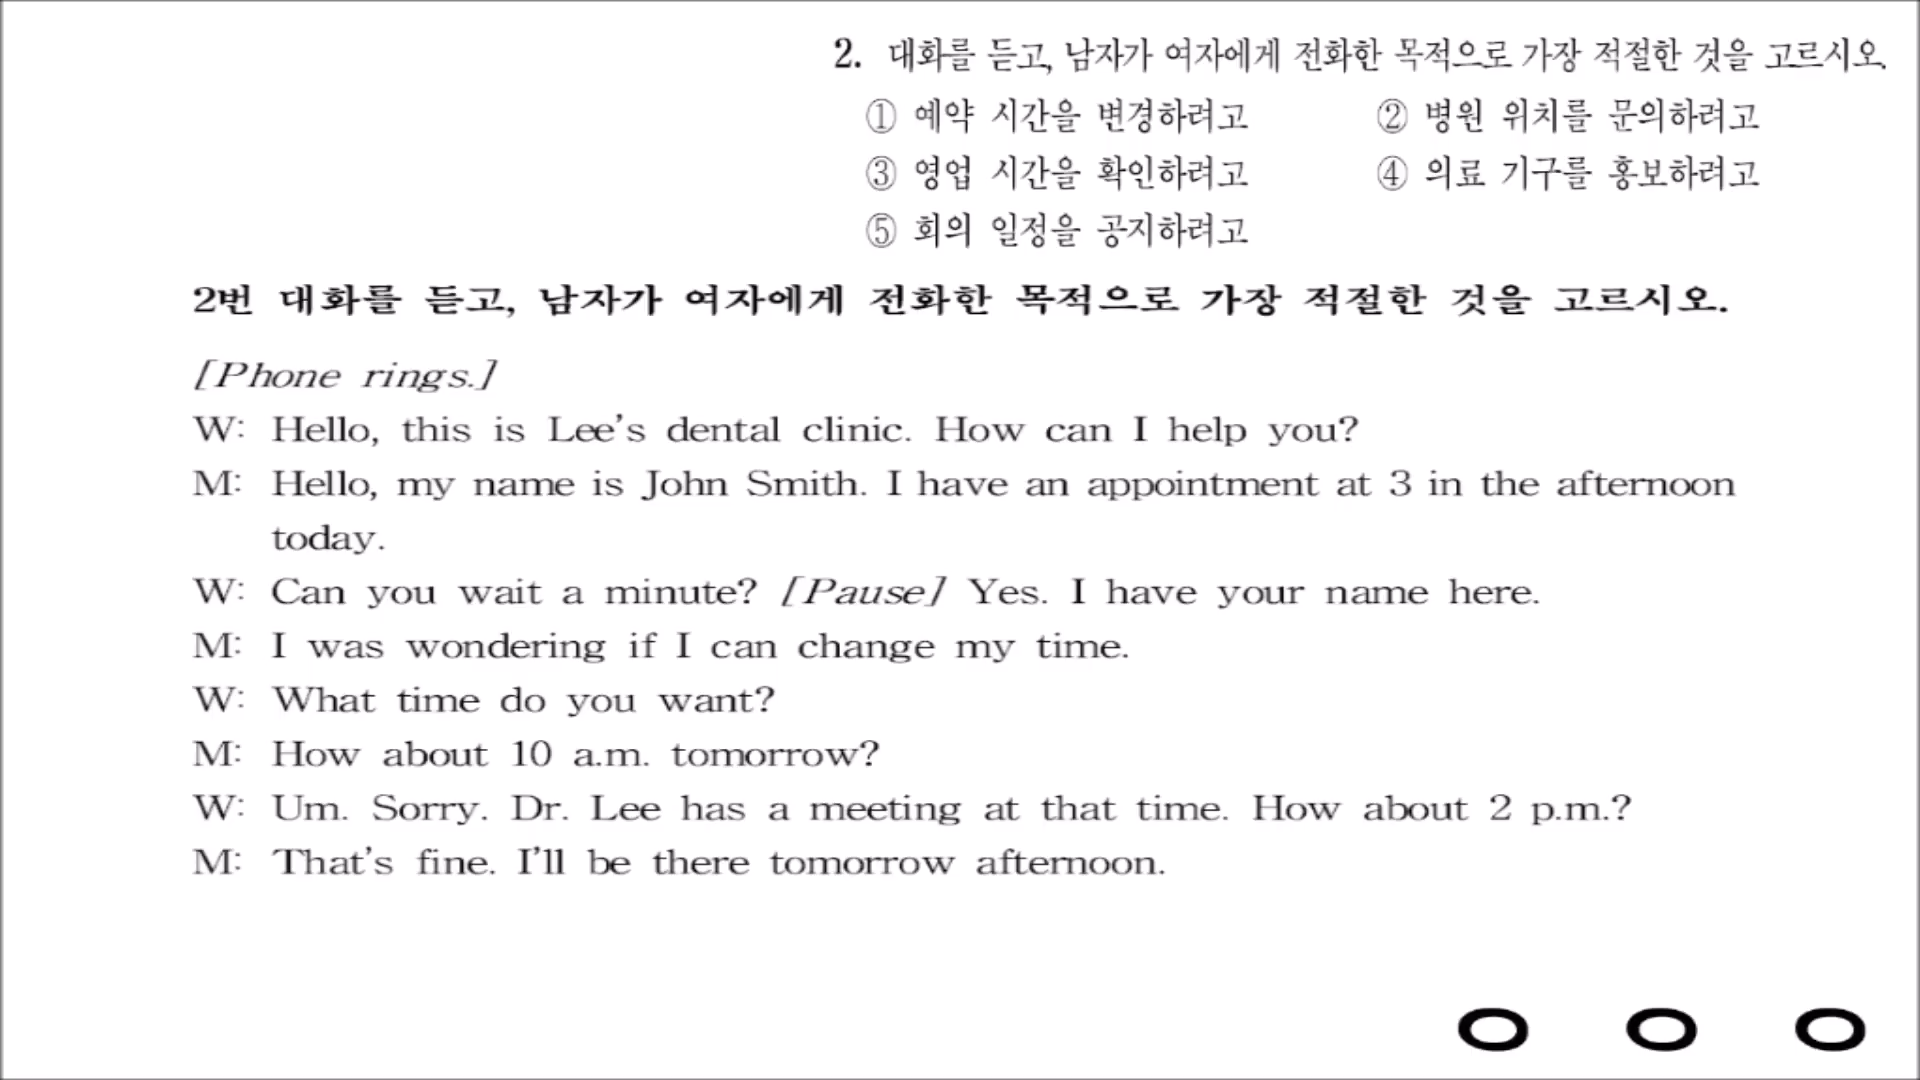 2. 대화를 듣고, 남자가 여자에게 전화한 목적으로 가장 적절한 것을 고르시오.
① 예약 시간을 변경하려고 ② 병원 위치를 문의하려고
③ 영업 시간을 확인하려고 ④ 의료 기구를 홍보하려고
⑤ 회의 일정을 공지하려고
2번 대화를 듣고, 남자가 여자에게 전화한 목적으로 가장 적절한 것을 고르시오.
[Phone rings.]
W: Hello, this is Lee's dental clinic. How can I help you?
M: Hello, my name is John Smith. I have an appointment at 3 in the afternoon
today.
W: Can you wait a minute? [Pause] Yes. I have your name here.
M: I was wondering if I can change my time.
W: What time do you want?
M: How about 10 a.m. tomorrow?
W: Um. Sorry. Dr. Lee has a meeting at that time. How about 2 p.m.?
M: That's fine. I'll be there tomorrow afternoon.